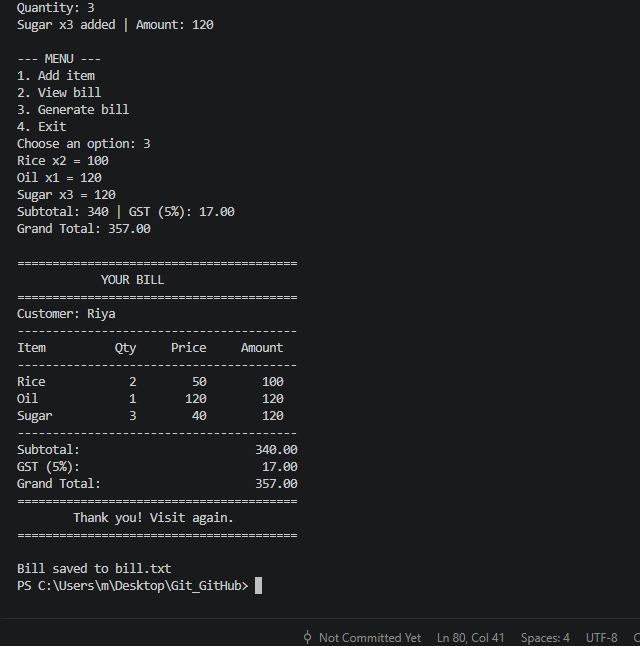 Quantity: 3
Sugar x3 added | Amount: 120
--- MENU ---
1. Add item
2. View bill
3. Generate bill
4. Exit
Choose an option: 3
Rice x2 = 100
Oil x1 = 120
Sugar x3 = 120
Subtotal: 340 | GST (5%): 17.00
Grand Total: 357.00
========================================
            YOUR BILL
========================================
Customer: Riya
----------------------------------------
Item          Qty     Price     Amount
----------------------------------------
Rice            2        50        100
Oil             1       120        120
Sugar           3        40        120
----------------------------------------
Subtotal:                         340.00
GST (5%):                          17.00
Grand Total:                      357.00
========================================
        Thank you! Visit again.
========================================
Bill saved to bill.txt
PS C:\Users\m\Desktop\Git_GitHub>
Not Committed Yet Ln 80, Col 41 Spaces: 4 UTF-8